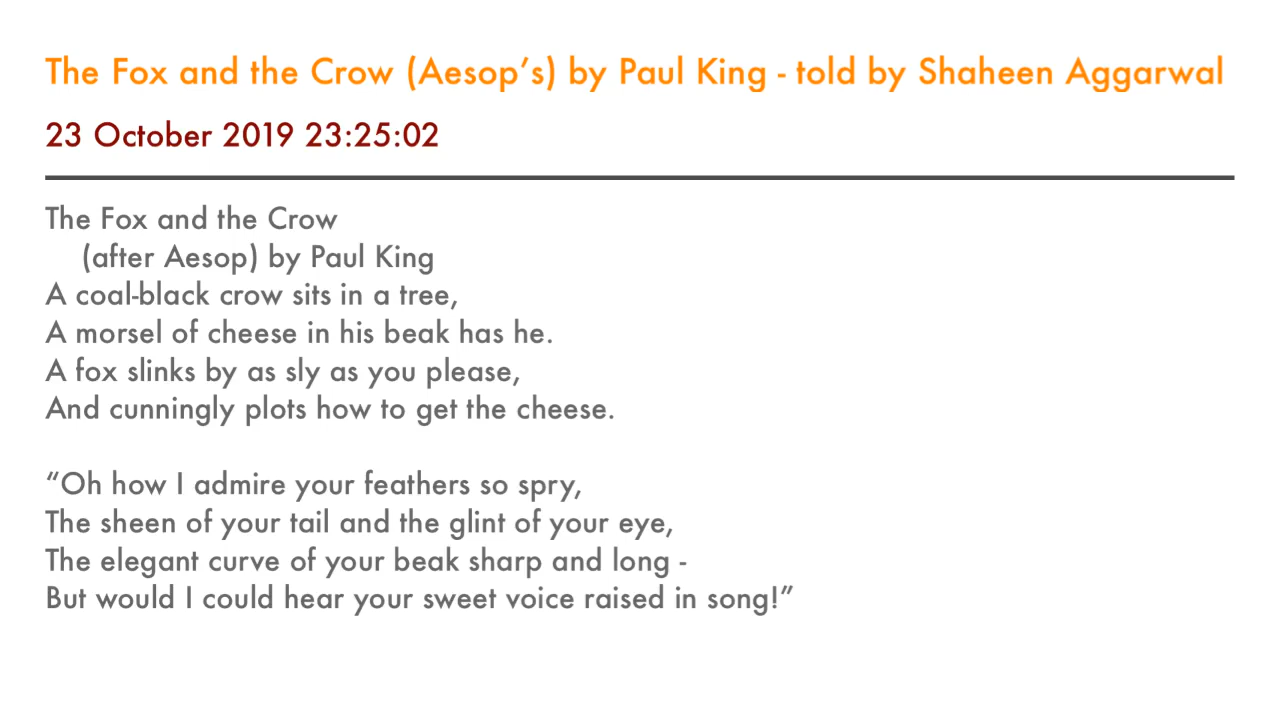 The Fox and the Crow (Aesop’s) by Paul King - told by Shaheen Aggarwal
23 October 2019 23:25:02
The Fox and the Crow
(after Aesop) by Paul King
A coal-black crow sits in a tree,
A morsel of cheese in his beak has he.
A fox slinks by as sly as you please,
And cunningly plots how to get the cheese.
“Oh how I admire your feathers so spry,
The sheen of your tail and the glint of your eye,
The elegant curve of your beak sharp and long -
But would I could hear your sweet voice raised in song!”